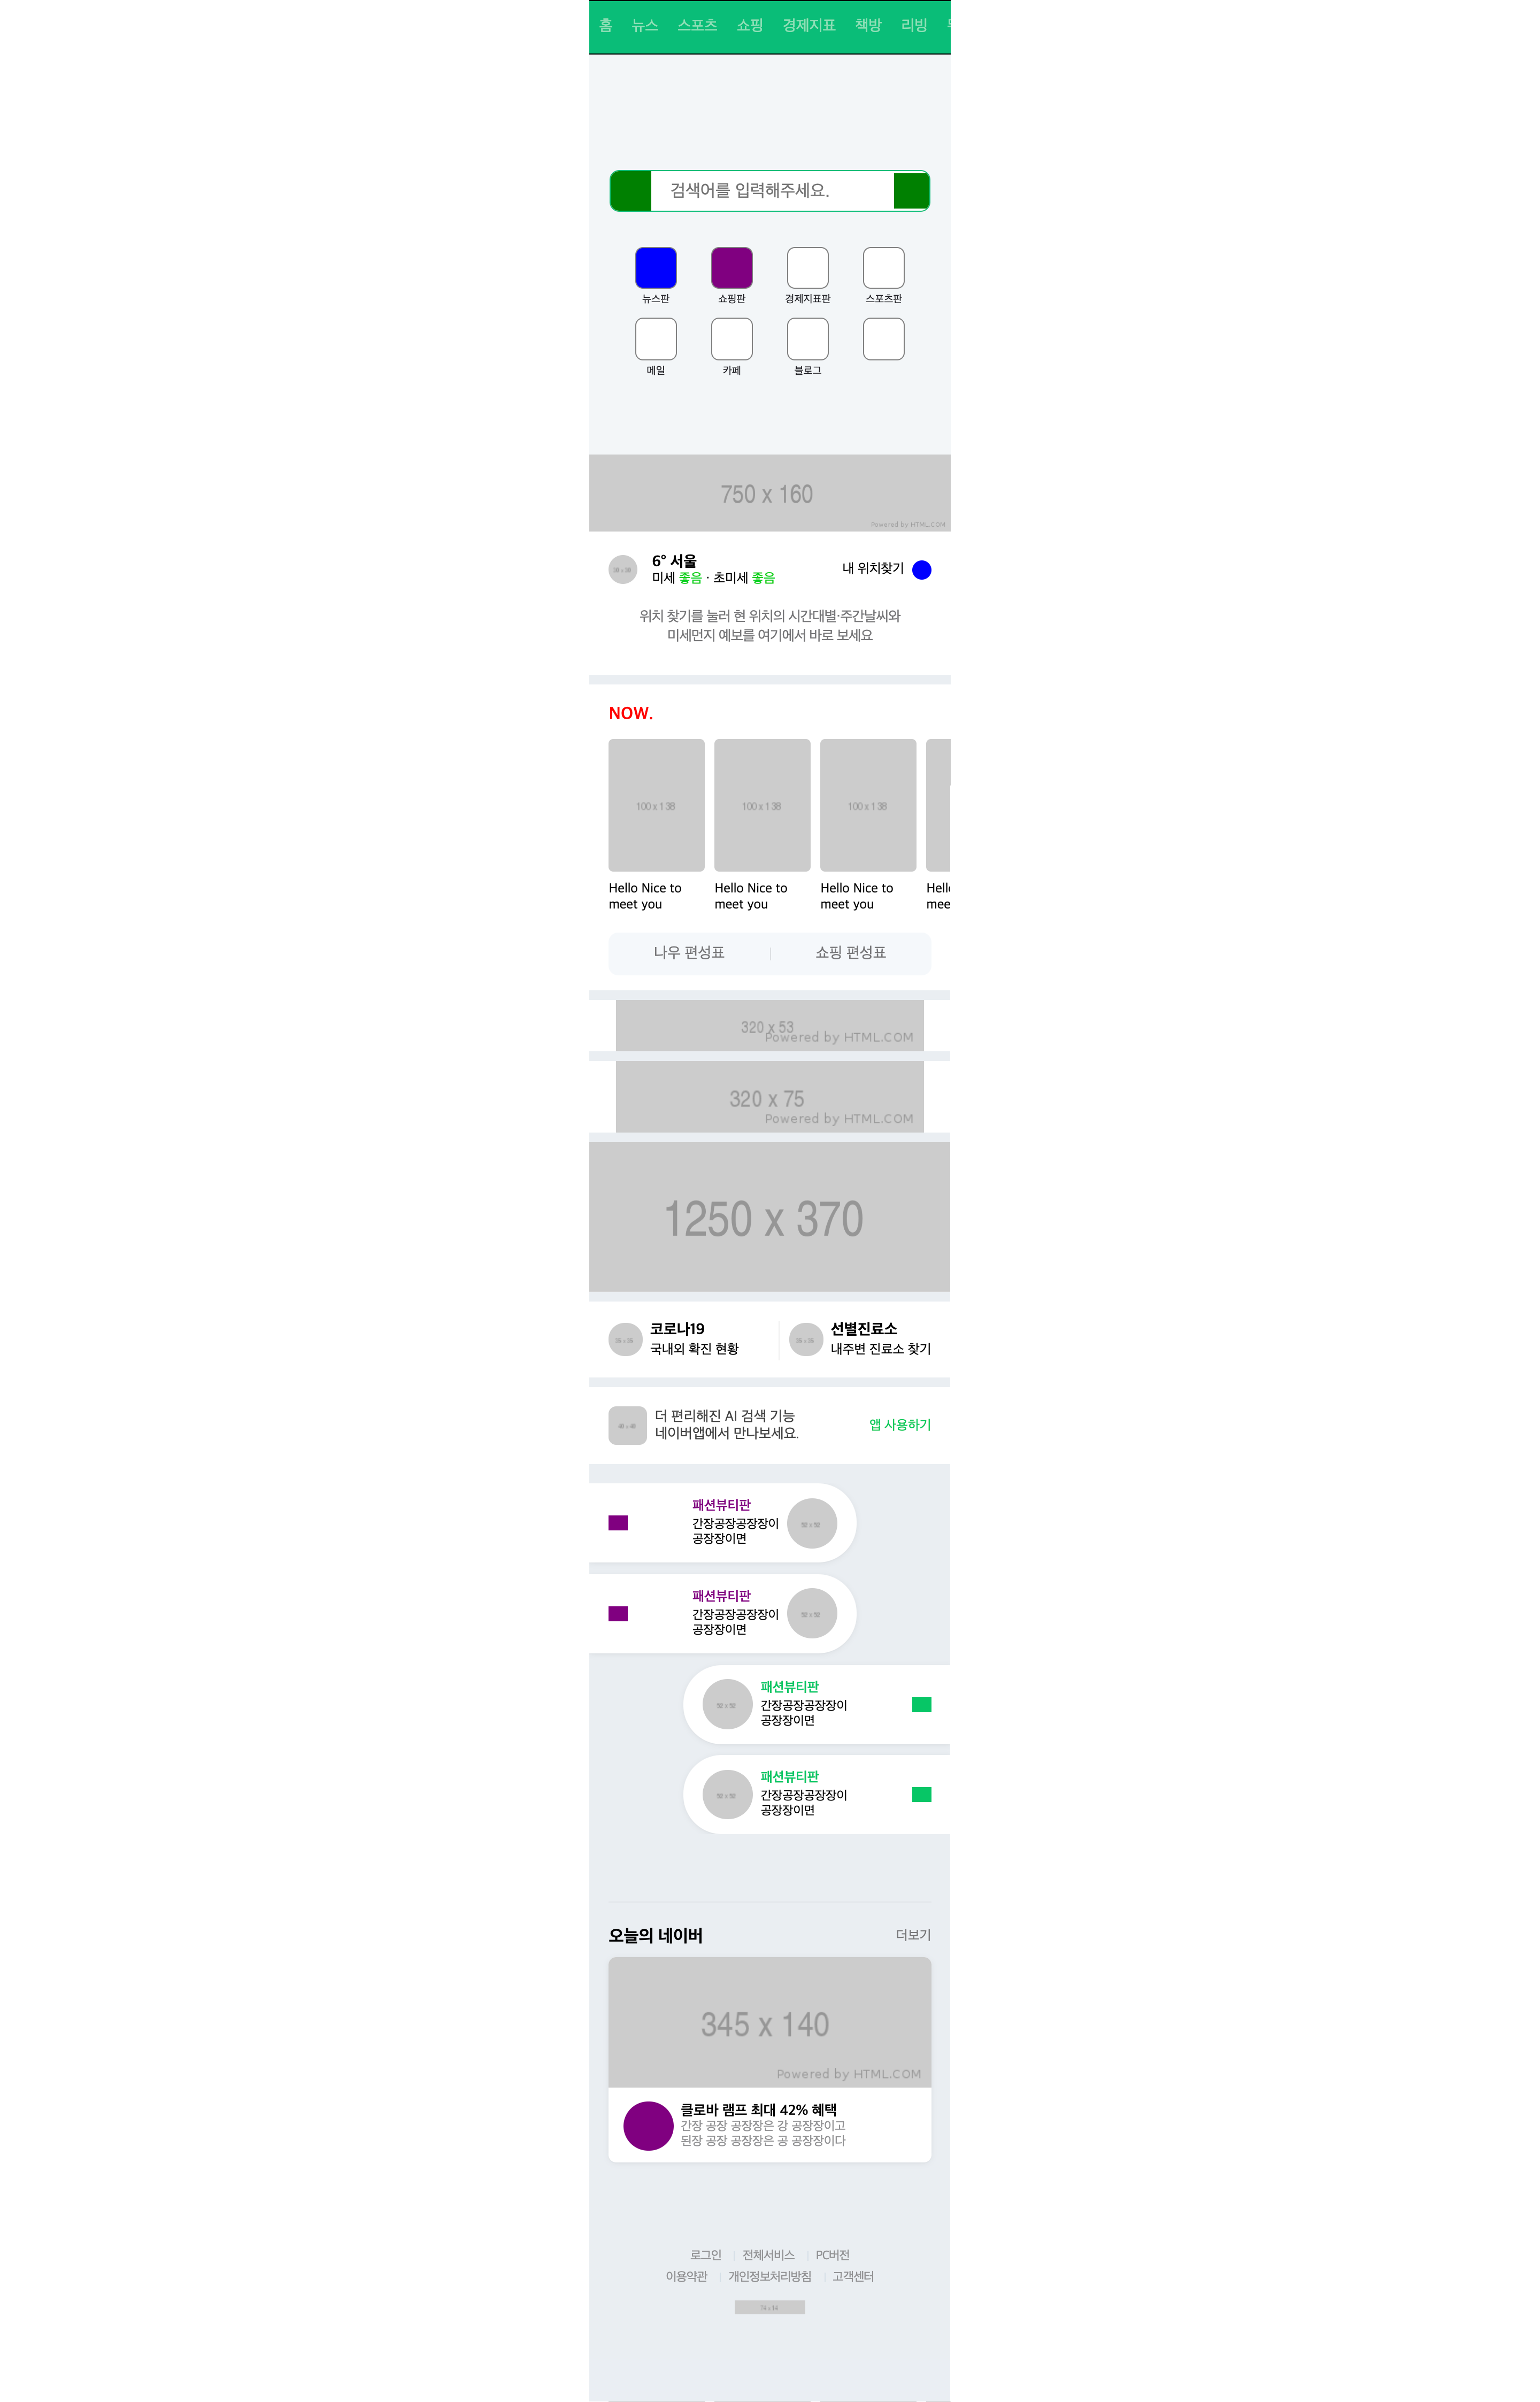 홈 뉴스 스포츠 쇼핑 경제지표 책방 리빙
검색어를 입력해주세요.
뉴스판 쇼핑판 경제지표판 스포츠판
메일 카페 블로그
750 x 160
Powered by HTML.COM
6° 서울
미세 좋음 · 초미세 좋음
내 위치찾기
위치 찾기를 눌러 현 위치의 시간대별·주간날씨와
미세먼지 예보를 여기에서 바로 보세요
NOW.
100 x 138 100 x 138 100 x 138
Hello Nice to Hello Nice to Hello Nice to Hell
meet you meet you meet you mee
나우 편성표 쇼핑 편성표
320 x 53
Powered by HTML.COM
320 x 75
Powered by HTML.COM
1250 x 370
코로나19
국내외 확진 현황
선별진료소
내주변 진료소 찾기
더 편리해진 AI 검색 기능
네이버앱에서 만나보세요.
앱 사용하기
패션뷰티판
간장공장공장장이
공장장이면
52 x 52
패션뷰티판
간장공장공장장이
공장장이면
52 x 52
52 x 52
패션뷰티판
간장공장공장장이
공장장이면
52 x 52
패션뷰티판
간장공장공장장이
공장장이면
오늘의 네이버
더보기
345 x 140
Powered by HTML.COM
클로바 램프 최대 42% 혜택
간장 공장 공장장은 강 공장장이고
된장 공장 공장장은 공 공장장이다
로그인 전체서비스 PC버전
이용약관 개인정보처리방침 고객센터